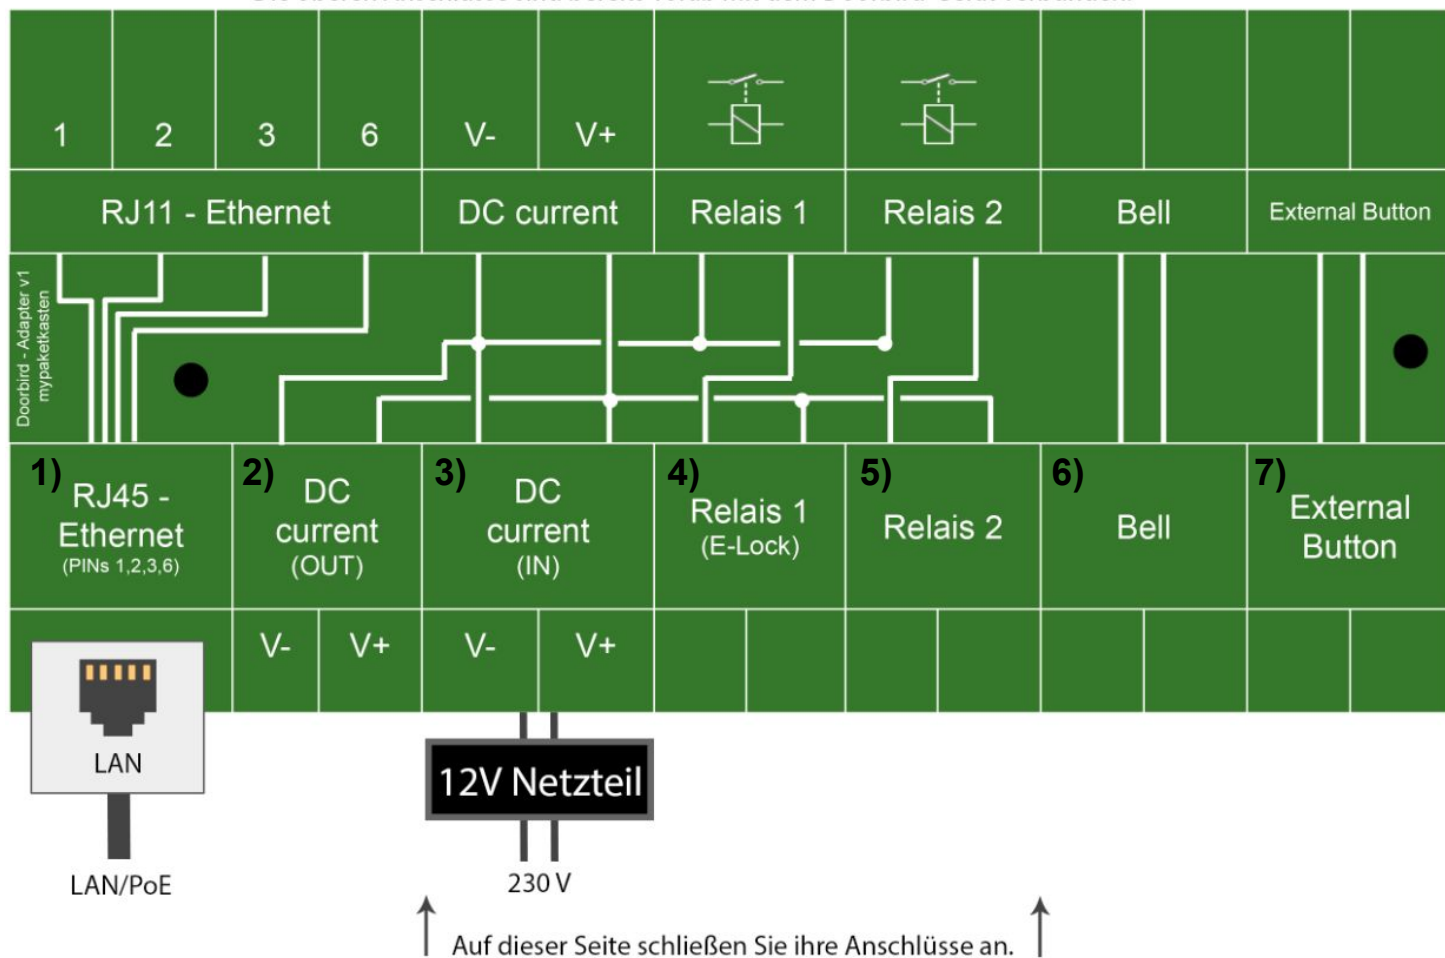 1 2 3 6 V- V+
RJ11 - Ethernet DC current Relais 1 Relais 2 Bell External Button
Doorbird - Adapter v1
mypaketkasten
1) RJ45 -
Ethernet
(PINs 1,2,3,6)
2) DC
current
(OUT)
3) DC
current
(IN)
4) Relais 1
(E-Lock)
5) Relais 2
6) Bell
7) External
Button
V- V+ V- V+
LAN
12V Netzteil
LAN/PoE
230 V
Auf dieser Seite schließen Sie ihre Anschlüsse an.